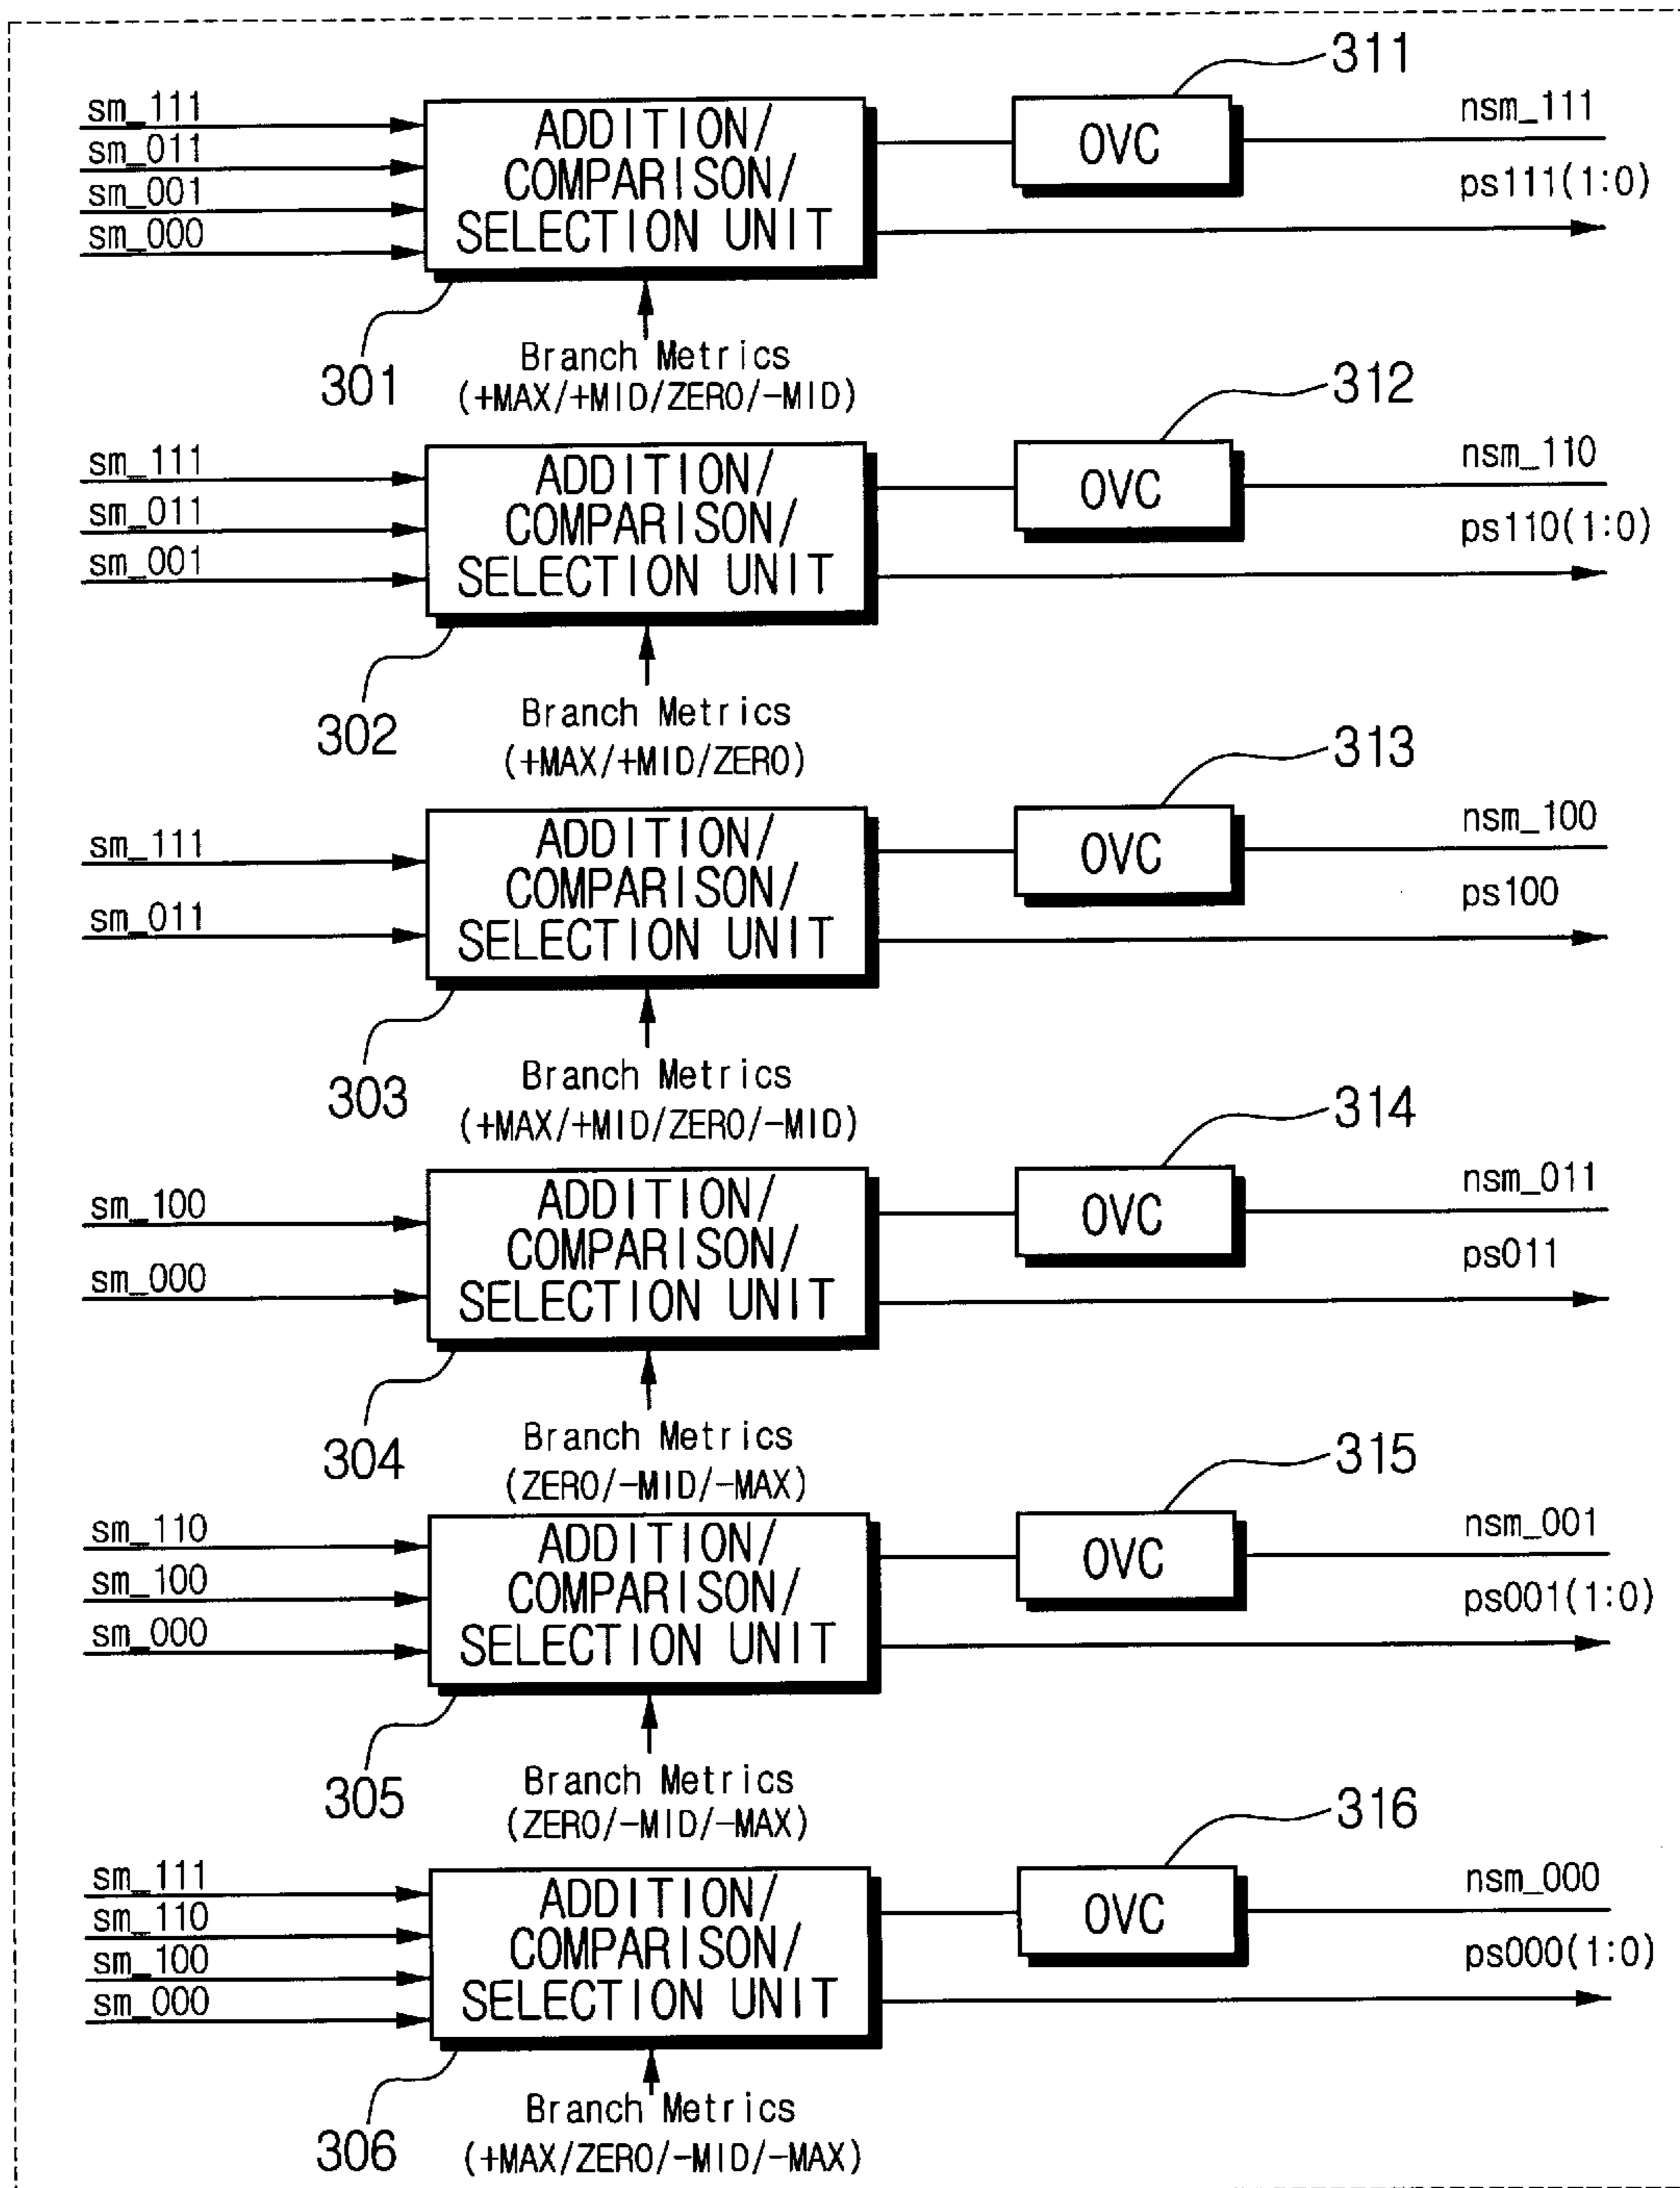 311
sm_111
sm_011
sm_001
sm_000
ADDITION/
COMPARISON/
SELECTION UNIT
OVC
nsm_111
ps111(1:0)
301
Branch Metrics
(+MAX/+MID/ZERO/-MID)
312
sm_111
sm_011
sm_001
ADDITION/
COMPARISON/
SELECTION UNIT
OVC
nsm_110
ps110(1:0)
302
Branch Metrics
(+MAX/+MID/ZERO)
313
sm_111
sm_011
ADDITION/
COMPARISON/
SELECTION UNIT
OVC
nsm_100
ps100
303
Branch Metrics
(+MAX/+MID/ZERO/-MID)
314
sm_100
sm_000
ADDITION/
COMPARISON/
SELECTION UNIT
OVC
nsm_011
ps011
304
Branch Metrics
(ZERO/-MID/-MAX)
315
sm_110
sm_100
sm_000
ADDITION/
COMPARISON/
SELECTION UNIT
OVC
nsm_001
ps001(1:0)
305
Branch Metrics
(ZERO/-MID/-MAX)
316
sm_111
sm_110
sm_100
sm_000
ADDITION/
COMPARISON/
SELECTION UNIT
OVC
nsm_000
ps000(1:0)
306
Branch Metrics
(+MAX/ZERO/-MID/-MAX)